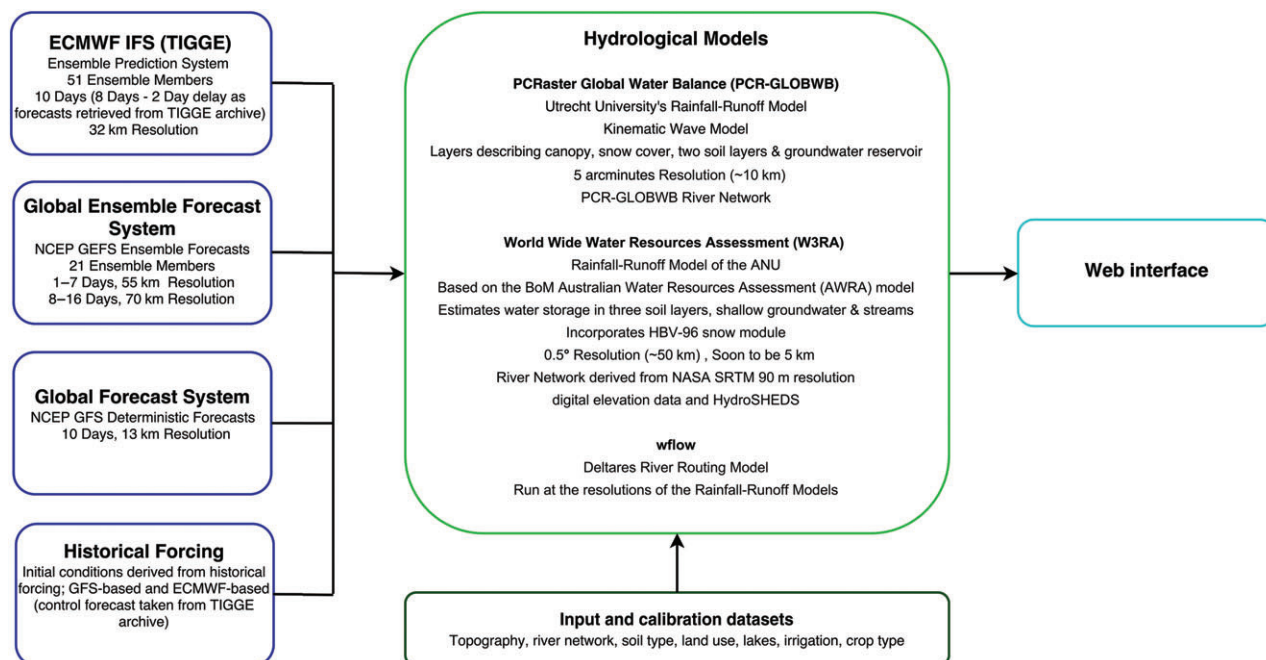 ECMWF IFS (TIGGE)
Ensemble Prediction System
51 Ensemble Members
10 Days (8 Days - 2 Day delay as
forecasts retrieved from TIGGE archive)
32 km Resolution
Global Ensemble Forecast
System
NCEP GEFS Ensemble Forecasts
21 Ensemble Members
1–7 Days, 55 km Resolution
8–16 Days, 70 km Resolution
Global Forecast System
NCEP GFS Deterministic Forecasts
10 Days, 13 km Resolution
Historical Forcing
Initial conditions derived from historical
forcing; GFS-based and ECMWF-based
(control forecast taken from TIGGE
archive)
Hydrological Models
PCRaster Global Water Balance (PCR-GLOBWB)
Utrecht University's Rainfall-Runoff Model
Kinematic Wave Model
Layers describing canopy, snow cover, two soil layers & groundwater reservoir
5 arcminutes Resolution (~10 km)
PCR-GLOBWB River Network
World Wide Water Resources Assessment (W3RA)
Rainfall-Runoff Model of the ANU
Based on the BoM Australian Water Resources Assessment (AWRA) model
Estimates water storage in three soil layers, shallow groundwater & streams
Incorporates HBV-96 snow module
0.5° Resolution (~50 km) , Soon to be 5 km
River Network derived from NASA SRTM 90 m resolution
digital elevation data and HydroSHEDS
wflow
Deltares River Routing Model
Run at the resolutions of the Rainfall-Runoff Models
Input and calibration datasets
Topography, river network, soil type, land use, lakes, irrigation, crop type
Web interface